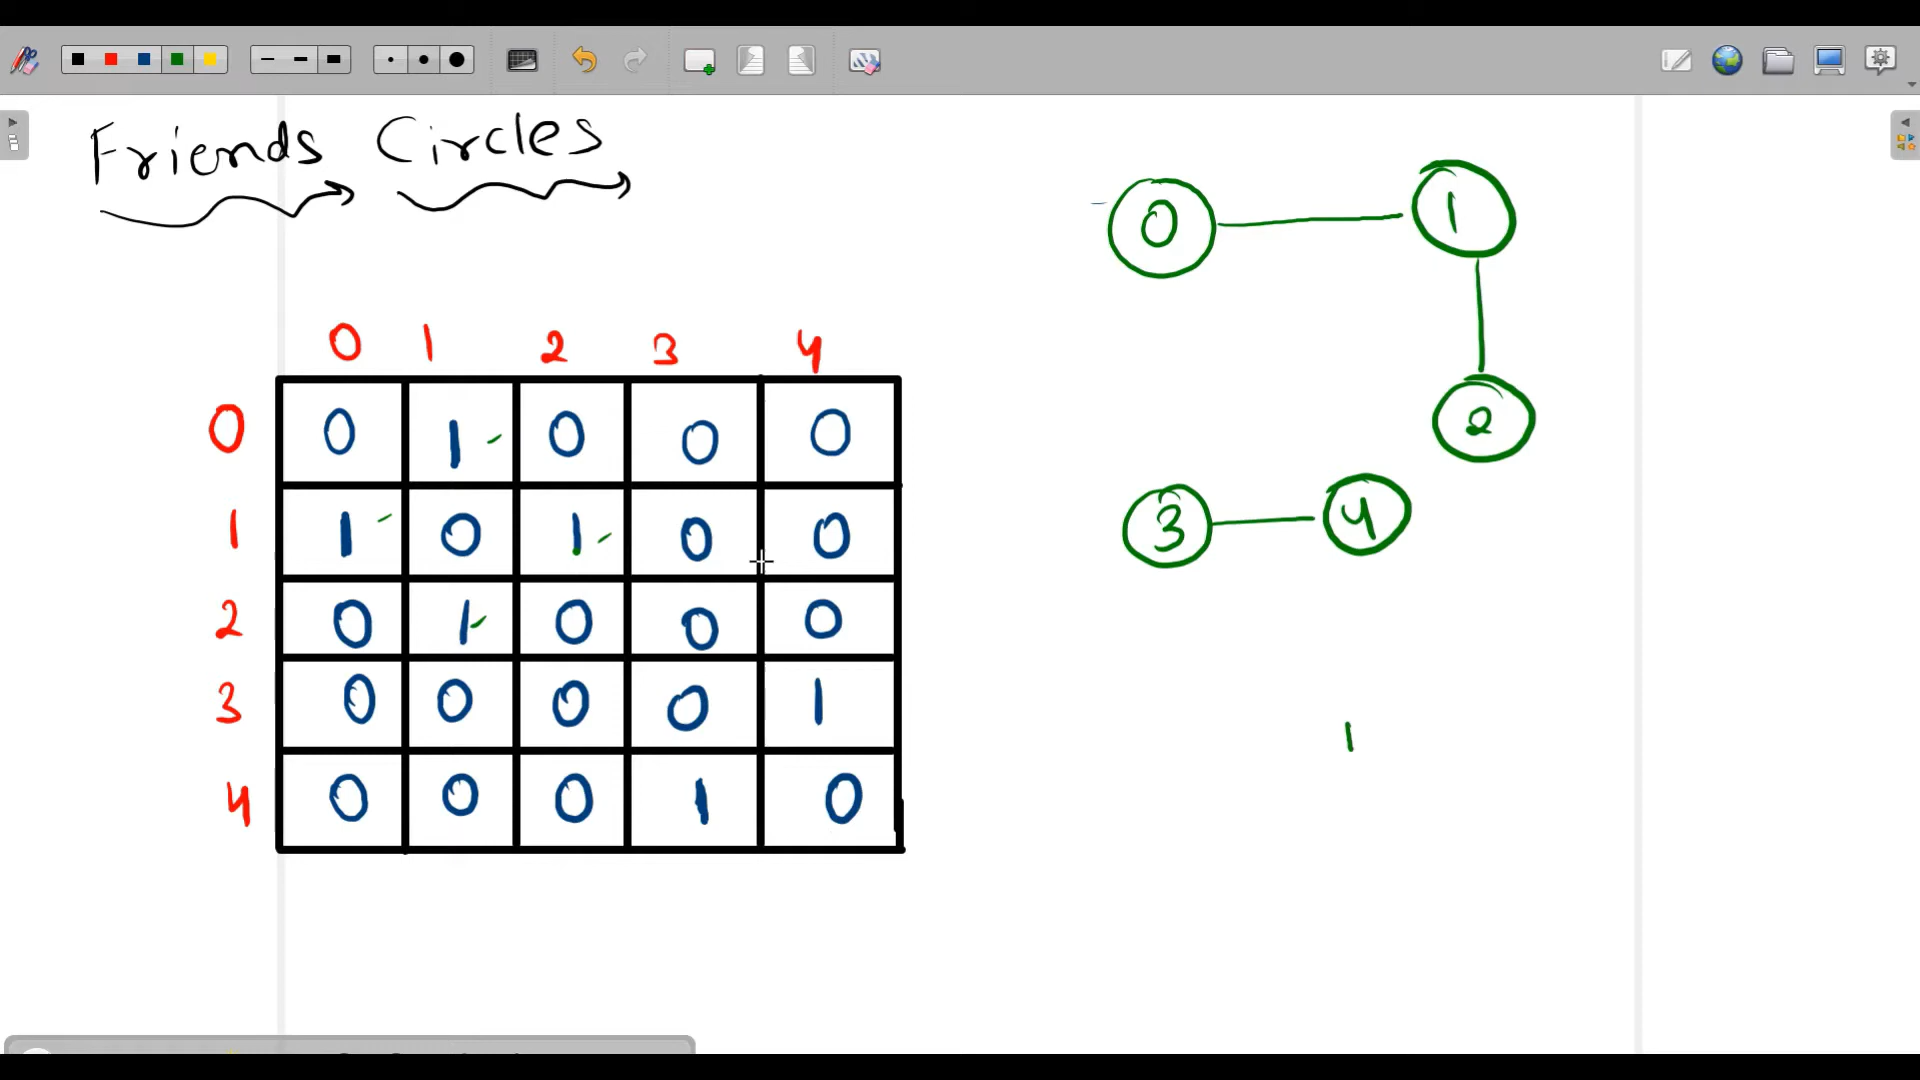 Friends Circles
0 1 2 3 4
0 0 1 0 0 0
1 1 0 1 0 0
2 0 1 0 0 0
3 0 0 0 0 1
4 0 0 0 1 0
0 1
2
3 4
1